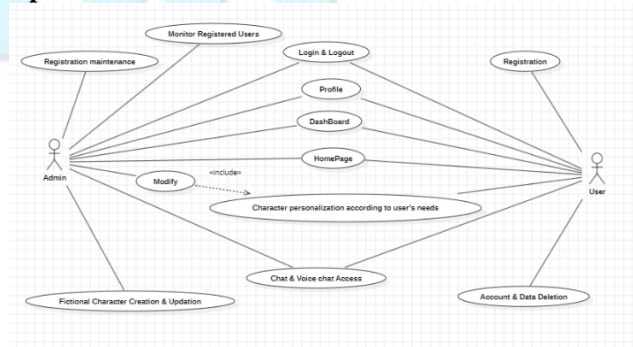 Monitor Registered Users
Registration maintenance
Login & Logout
Registration
Profile
DashBoard
HomePage
Admin
User
Modify
«include»
Character personalization according to user's needs
Chat & Voice chat Access
Fictional Character Creation & Updation
Account & Data Deletion